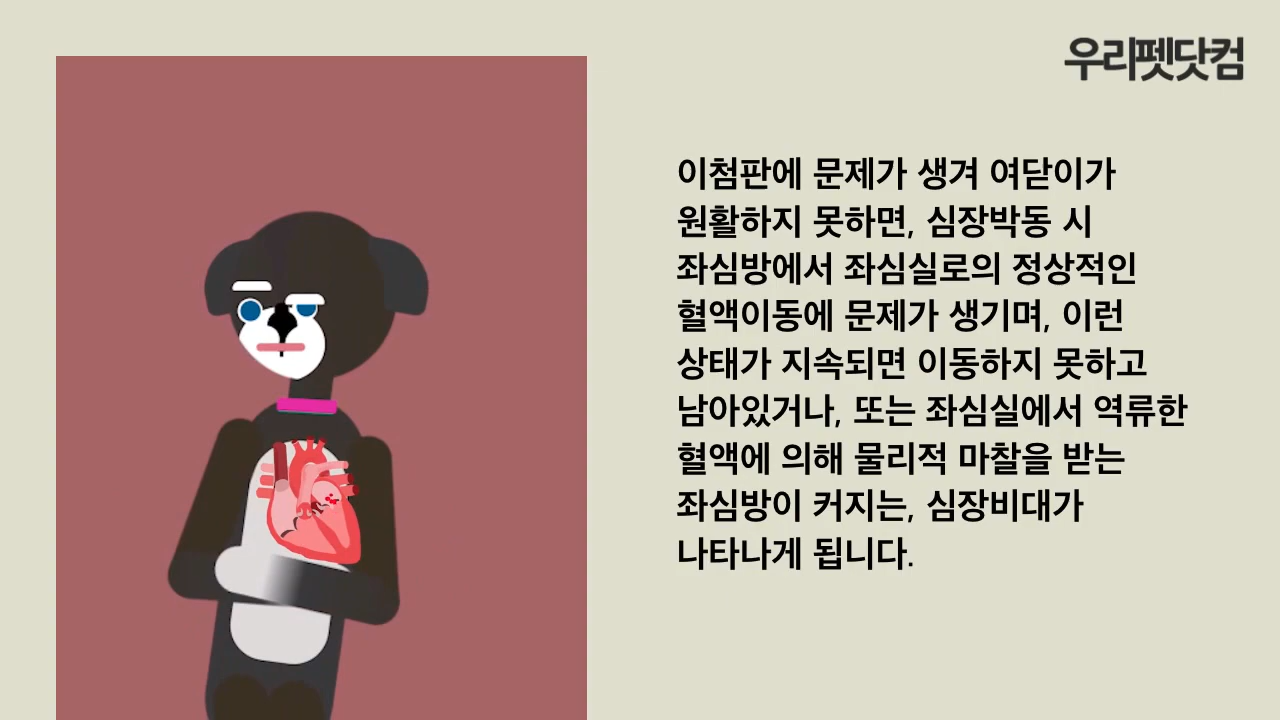 우리펫닷컴
이첨판에 문제가 생겨 여닫이가
원활하지 못하면, 심장박동 시
좌심방에서 좌심실로의 정상적인
혈액이동에 문제가 생기며, 이런
상태가 지속되면 이동하지 못하고
남아있거나, 또는 좌심실에서 역류한
혈액에 의해 물리적 마찰을 받는
좌심방이 커지는, 심장비대가
나타나게 됩니다.